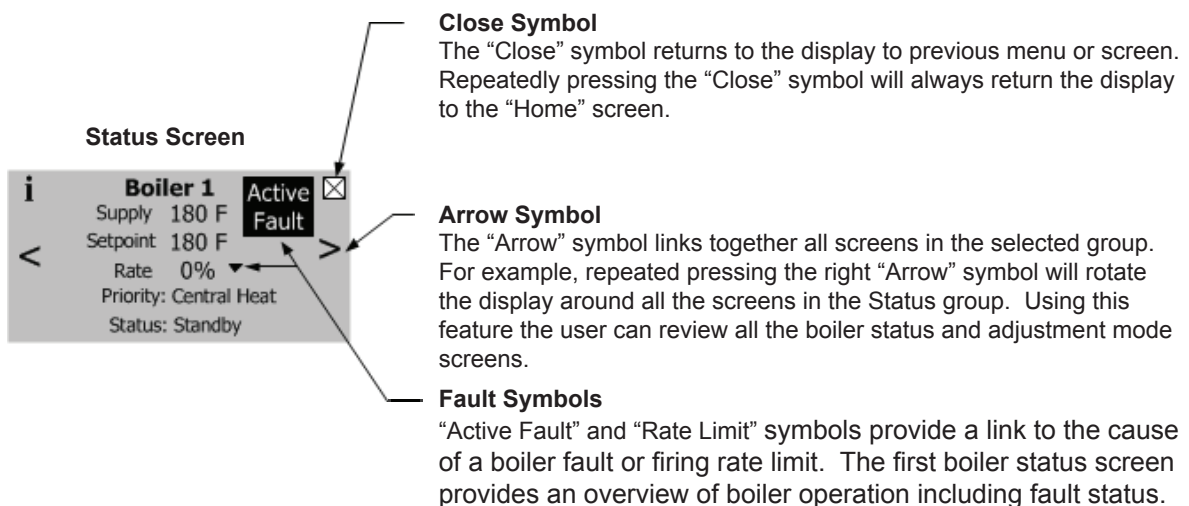 Close Symbol
The “Close” symbol returns to the display to previous menu or screen.
Repeatedly pressing the “Close” symbol will always return the display
to the “Home” screen.
Status Screen
i
Boiler 1
Active
Fault
Supply 180 F
Setpoint 180 F
<
>
Rate 0%
Priority: Central Heat
Status: Standby
Arrow Symbol
The “Arrow” symbol links together all screens in the selected group.
For example, repeated pressing the right “Arrow” symbol will rotate
the display around all the screens in the Status group. Using this
feature the user can review all the boiler status and adjustment mode
screens.
Fault Symbols
“Active Fault” and “Rate Limit” symbols provide a link to the cause
of a boiler fault or firing rate limit. The first boiler status screen
provides an overview of boiler operation including fault status.